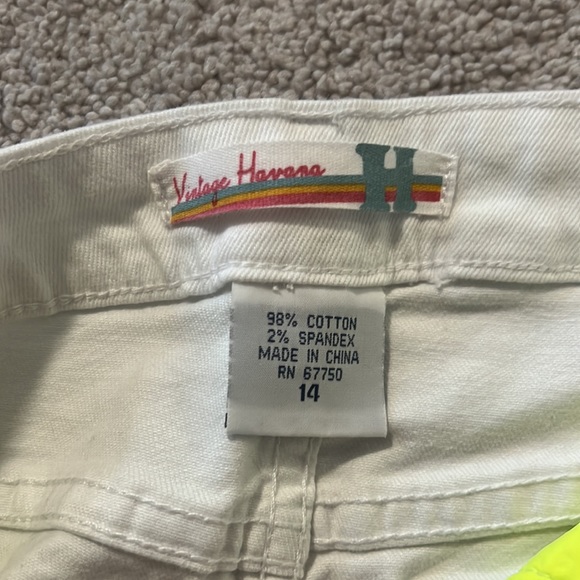 Vintage Havana H
98% COTTON
2% SPANDEX
MADE IN CHINA
RN 67750
14